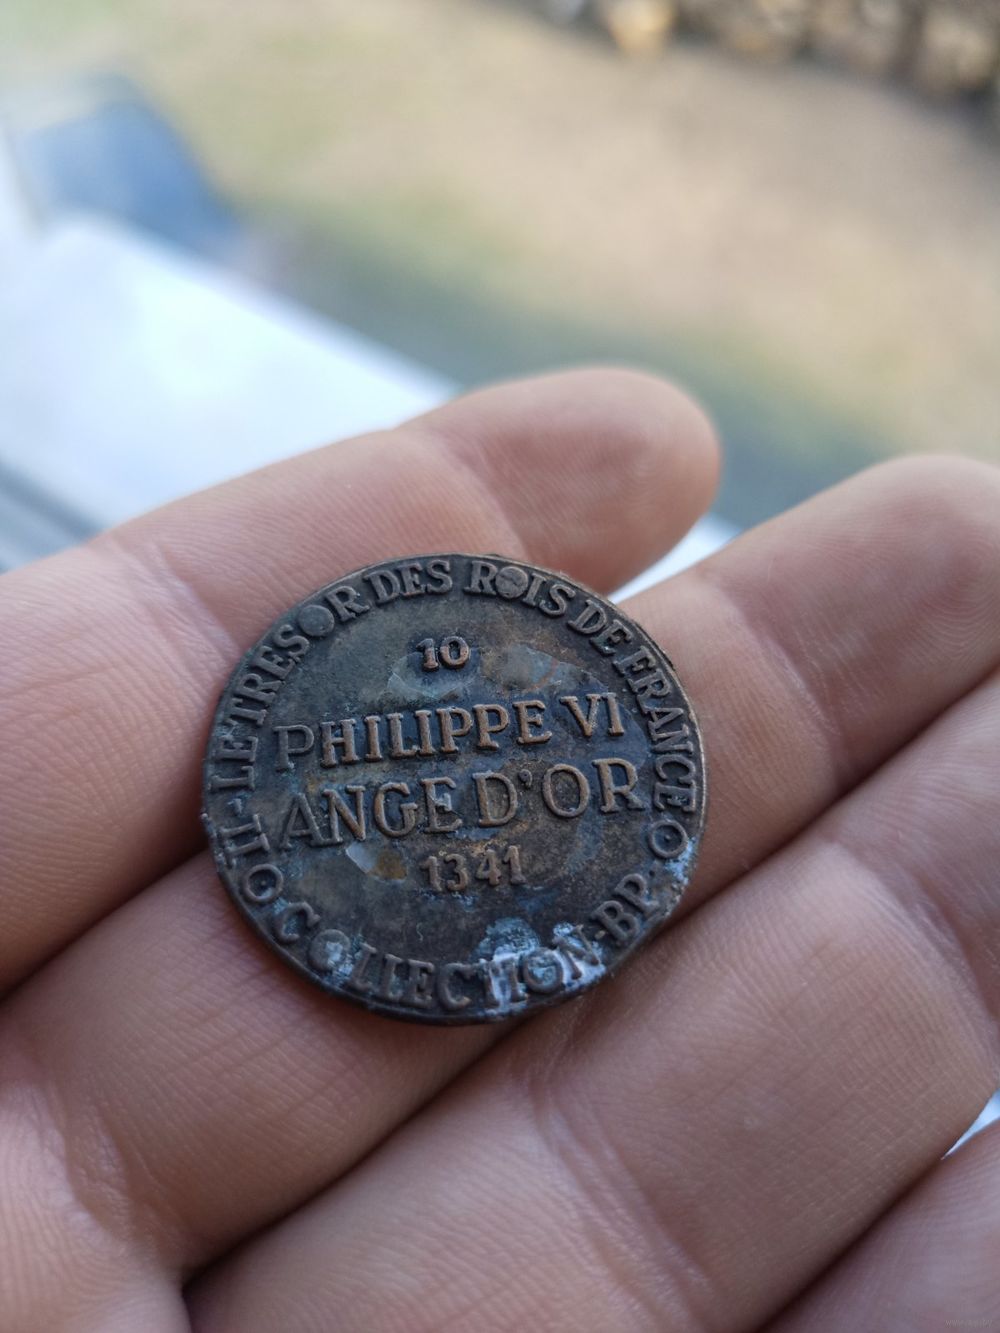 LE TRESOR DES ROIS DE FRANCE
10
PHILIPPE VI
ANGE D'OR
1341
COLLECTION-BP